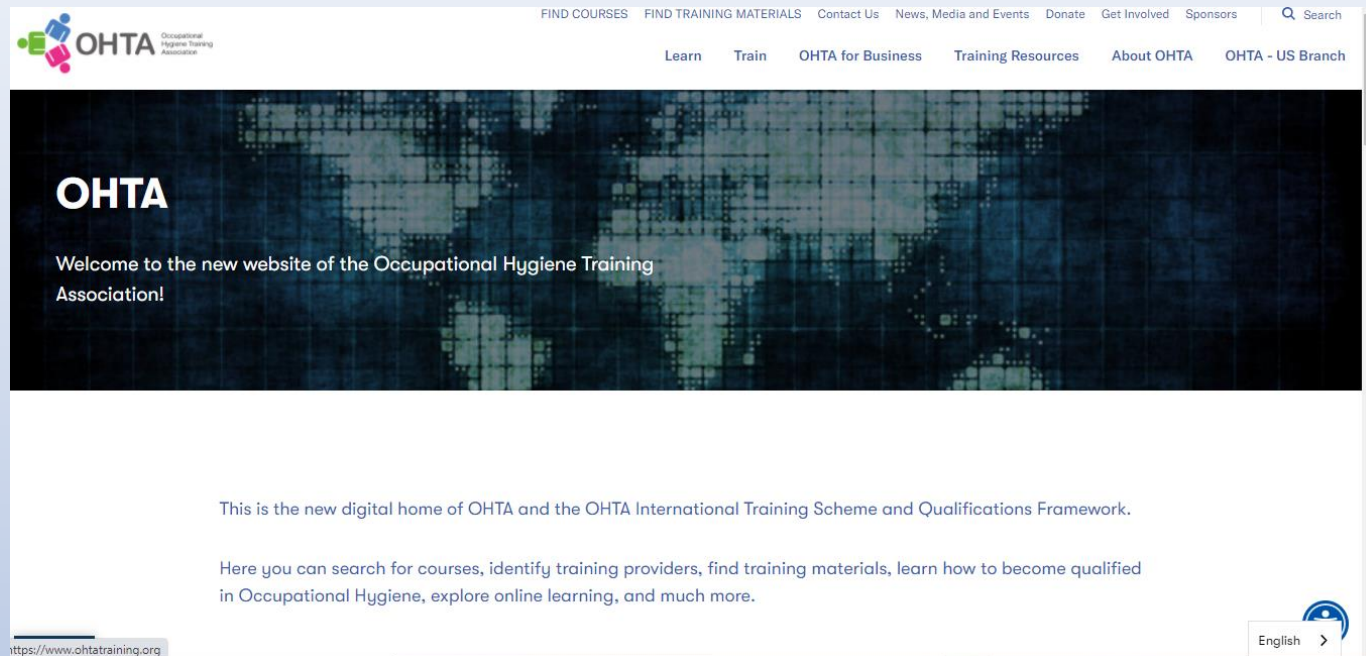 FIND COURSES FIND TRAINING MATERIALS Contact Us News, Media and Events Donate Get Involved Sponsors Search
OHTA
Occupational
Hygiene Training
Association
Learn Train OHTA for Business Training Resources About OHTA OHTA - US Branch
OHTA
Welcome to the new website of the Occupational Hygiene Training
Association!
This is the new digital home of OHTA and the OHTA International Training Scheme and Qualifications Framework.
Here you can search for courses, identify training providers, find training materials, learn how to become qualified
in Occupational Hygiene, explore online learning, and much more.
English
https://www.ohtatraining.org